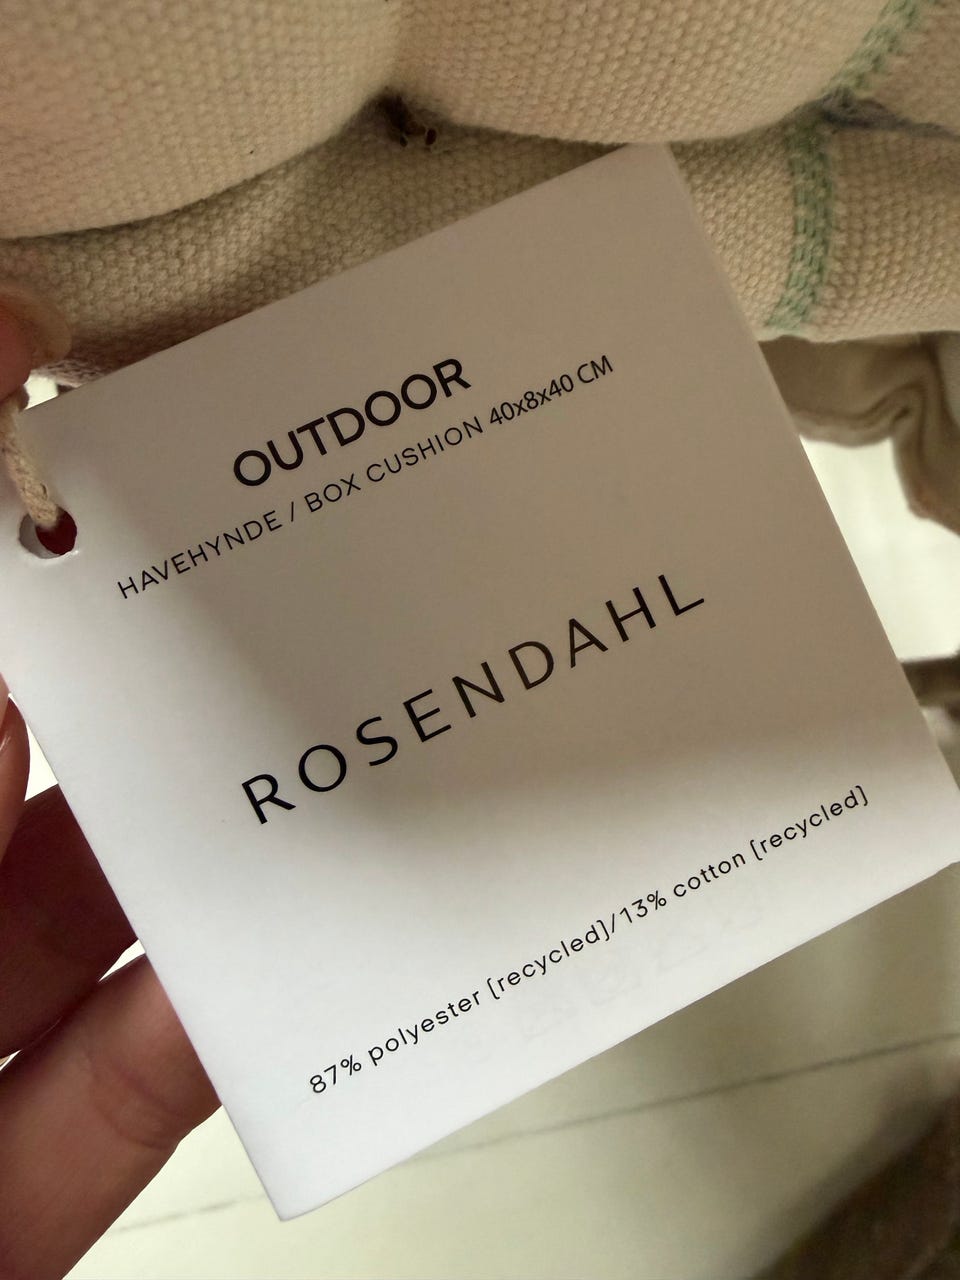 OUTDOOR
HAVEHYNDE / BOX CUSHION 40x8x40 CM
ROSENDAHL
87% polyester [recycled]/13% cotton [recycled]